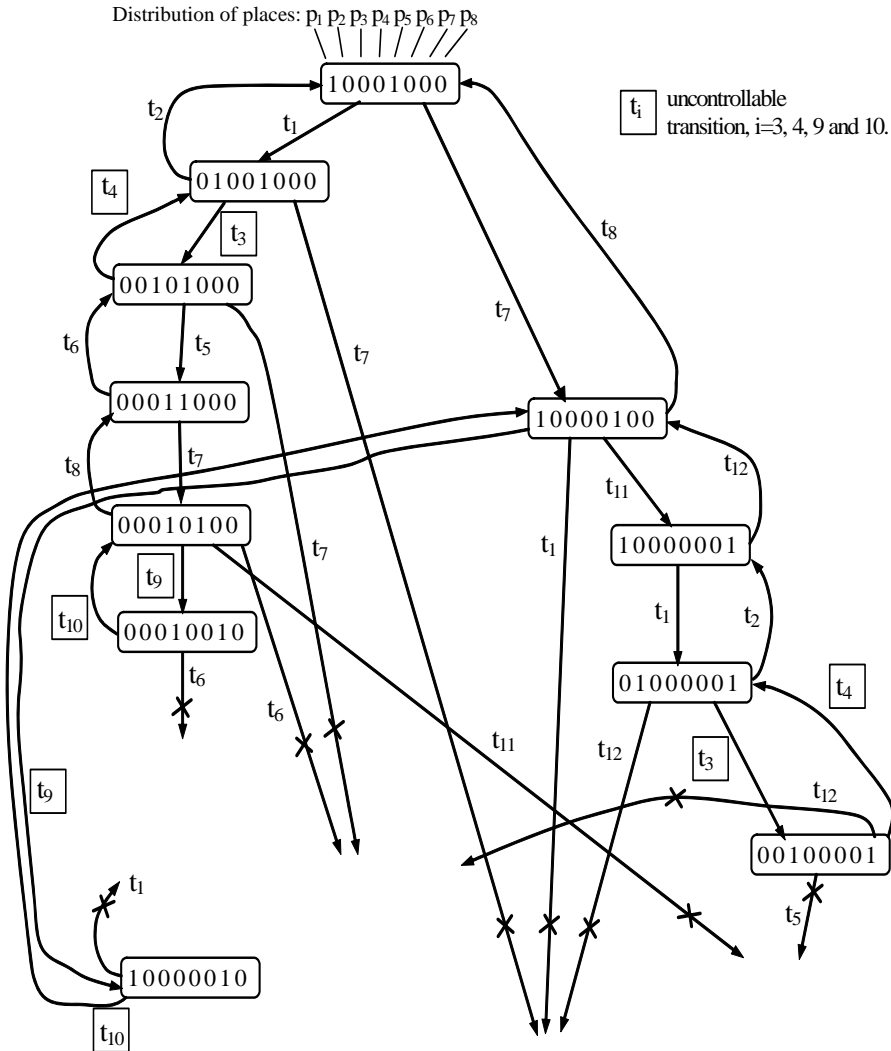 Distribution of places: p1 p2 p3 p4 p5 p6 p7 p8
10001000
ti uncontrollable
transition, i=3, 4, 9 and 10.
t2
t1
01001000
t4
t3
t8
00101000
t7
t6
t5
t7
00011000
10000100
t8
t7
t12
t11
00010100
10000001
t7
t1
t9
t10
00010010
t1
t2
t6
01000001
t4
t6
t11
t12
t3
t9
t12
00100001
t1
t5
10000010
t10